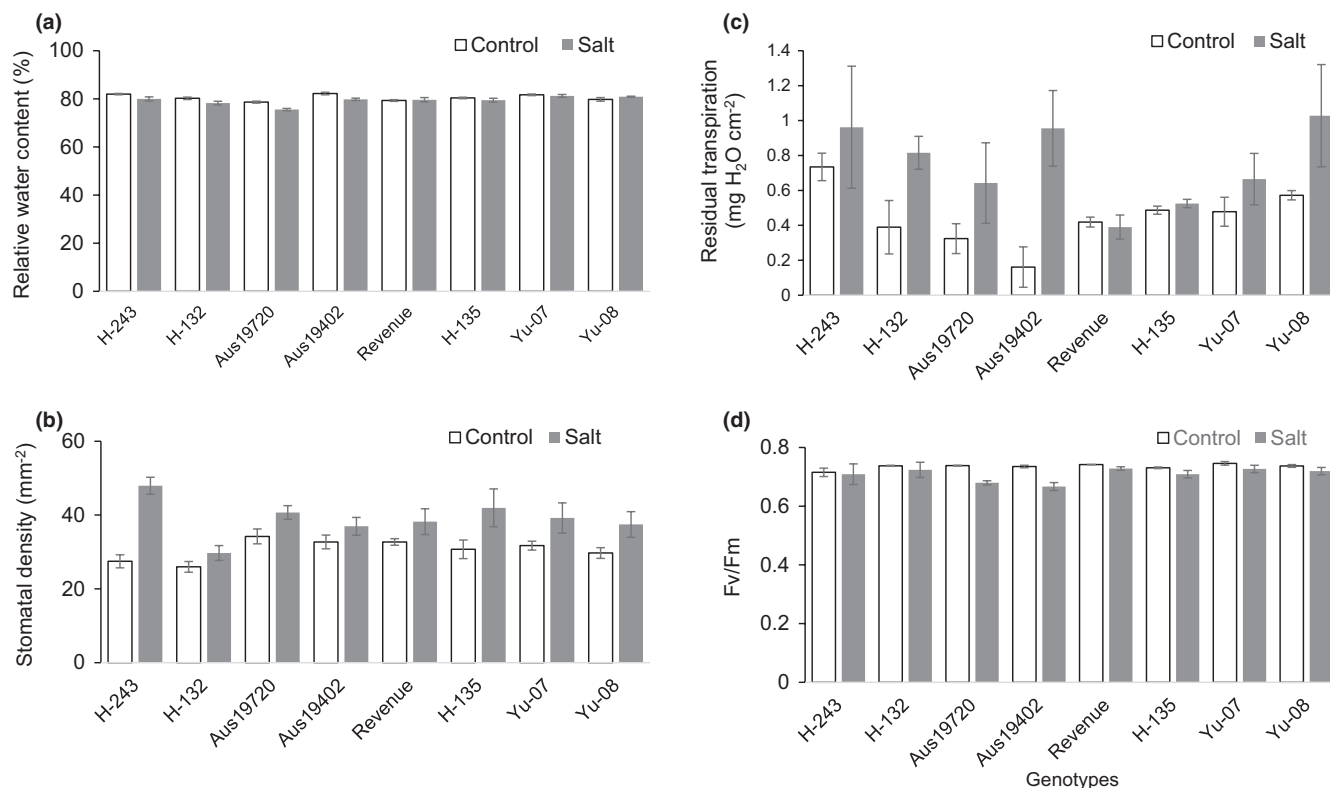 (a)
Control Salt
Relative water content (%)
100
80
60
40
20
0
H-243 H-132 Aus19720 Aus19402 Revenue H-135 Yu-07 Yu-08
(b)
Control Salt
Stomatal density (mm-2)
60
40
20
0
H-243 H-132 Aus19720 Aus19402 Revenue H-135 Yu-07 Yu-08
(c)
Control Salt
Residual transpiration
(mg H2O cm-2)
1.4
1.2
1
0.8
0.6
0.4
0.2
0
H-243 H-132 Aus19720 Aus19402 Revenue H-135 Yu-07 Yu-08
(d)
Control Salt
Fv/Fm
0.8
0.6
0.4
0.2
0
H-243 H-132 Aus19720 Aus19402 Revenue H-135 Yu-07 Yu-08
Genotypes